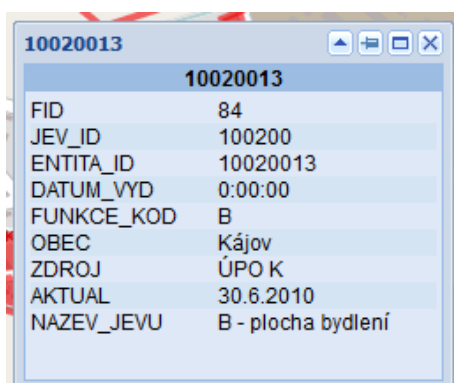 10020013
10020013
FID 84
JEV_ID 100200
ENTITA_ID 10020013
DATUM_VYD 0:00:00
FUNKCE_KOD B
OBEC Kájov
ZDROJ ÚPO K
AKTUAL 30.6.2010
NAZEV_JEVU B - plocha bydlení